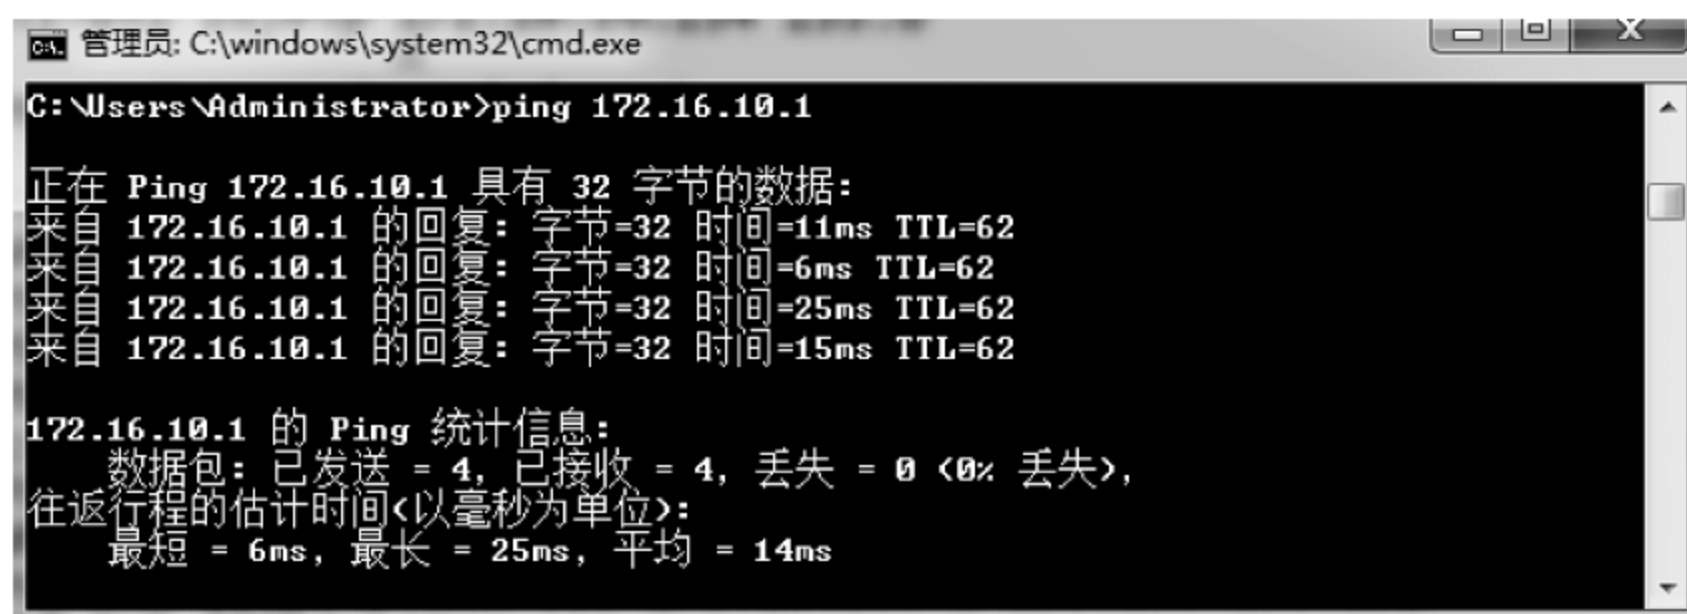 管理员: C:\windows\system32\cmd.exe
C:\Users\Administrator>ping 172.16.10.1
正在 Ping 172.16.10.1 具有 32 字节的数据:
来自 172.16.10.1 的回复: 字节=32 时间=11ms TTL=62
来自 172.16.10.1 的回复: 字节=32 时间=6ms TTL=62
来自 172.16.10.1 的回复: 字节=32 时间=25ms TTL=62
来自 172.16.10.1 的回复: 字节=32 时间=15ms TTL=62
172.16.10.1 的 Ping 统计信息:
数据包: 已发送 = 4, 已接收 = 4, 丢失 = 0 (0% 丢失),
往返行程的估计时间(以毫秒为单位):
最短 = 6ms, 最长 = 25ms, 平均 = 14ms